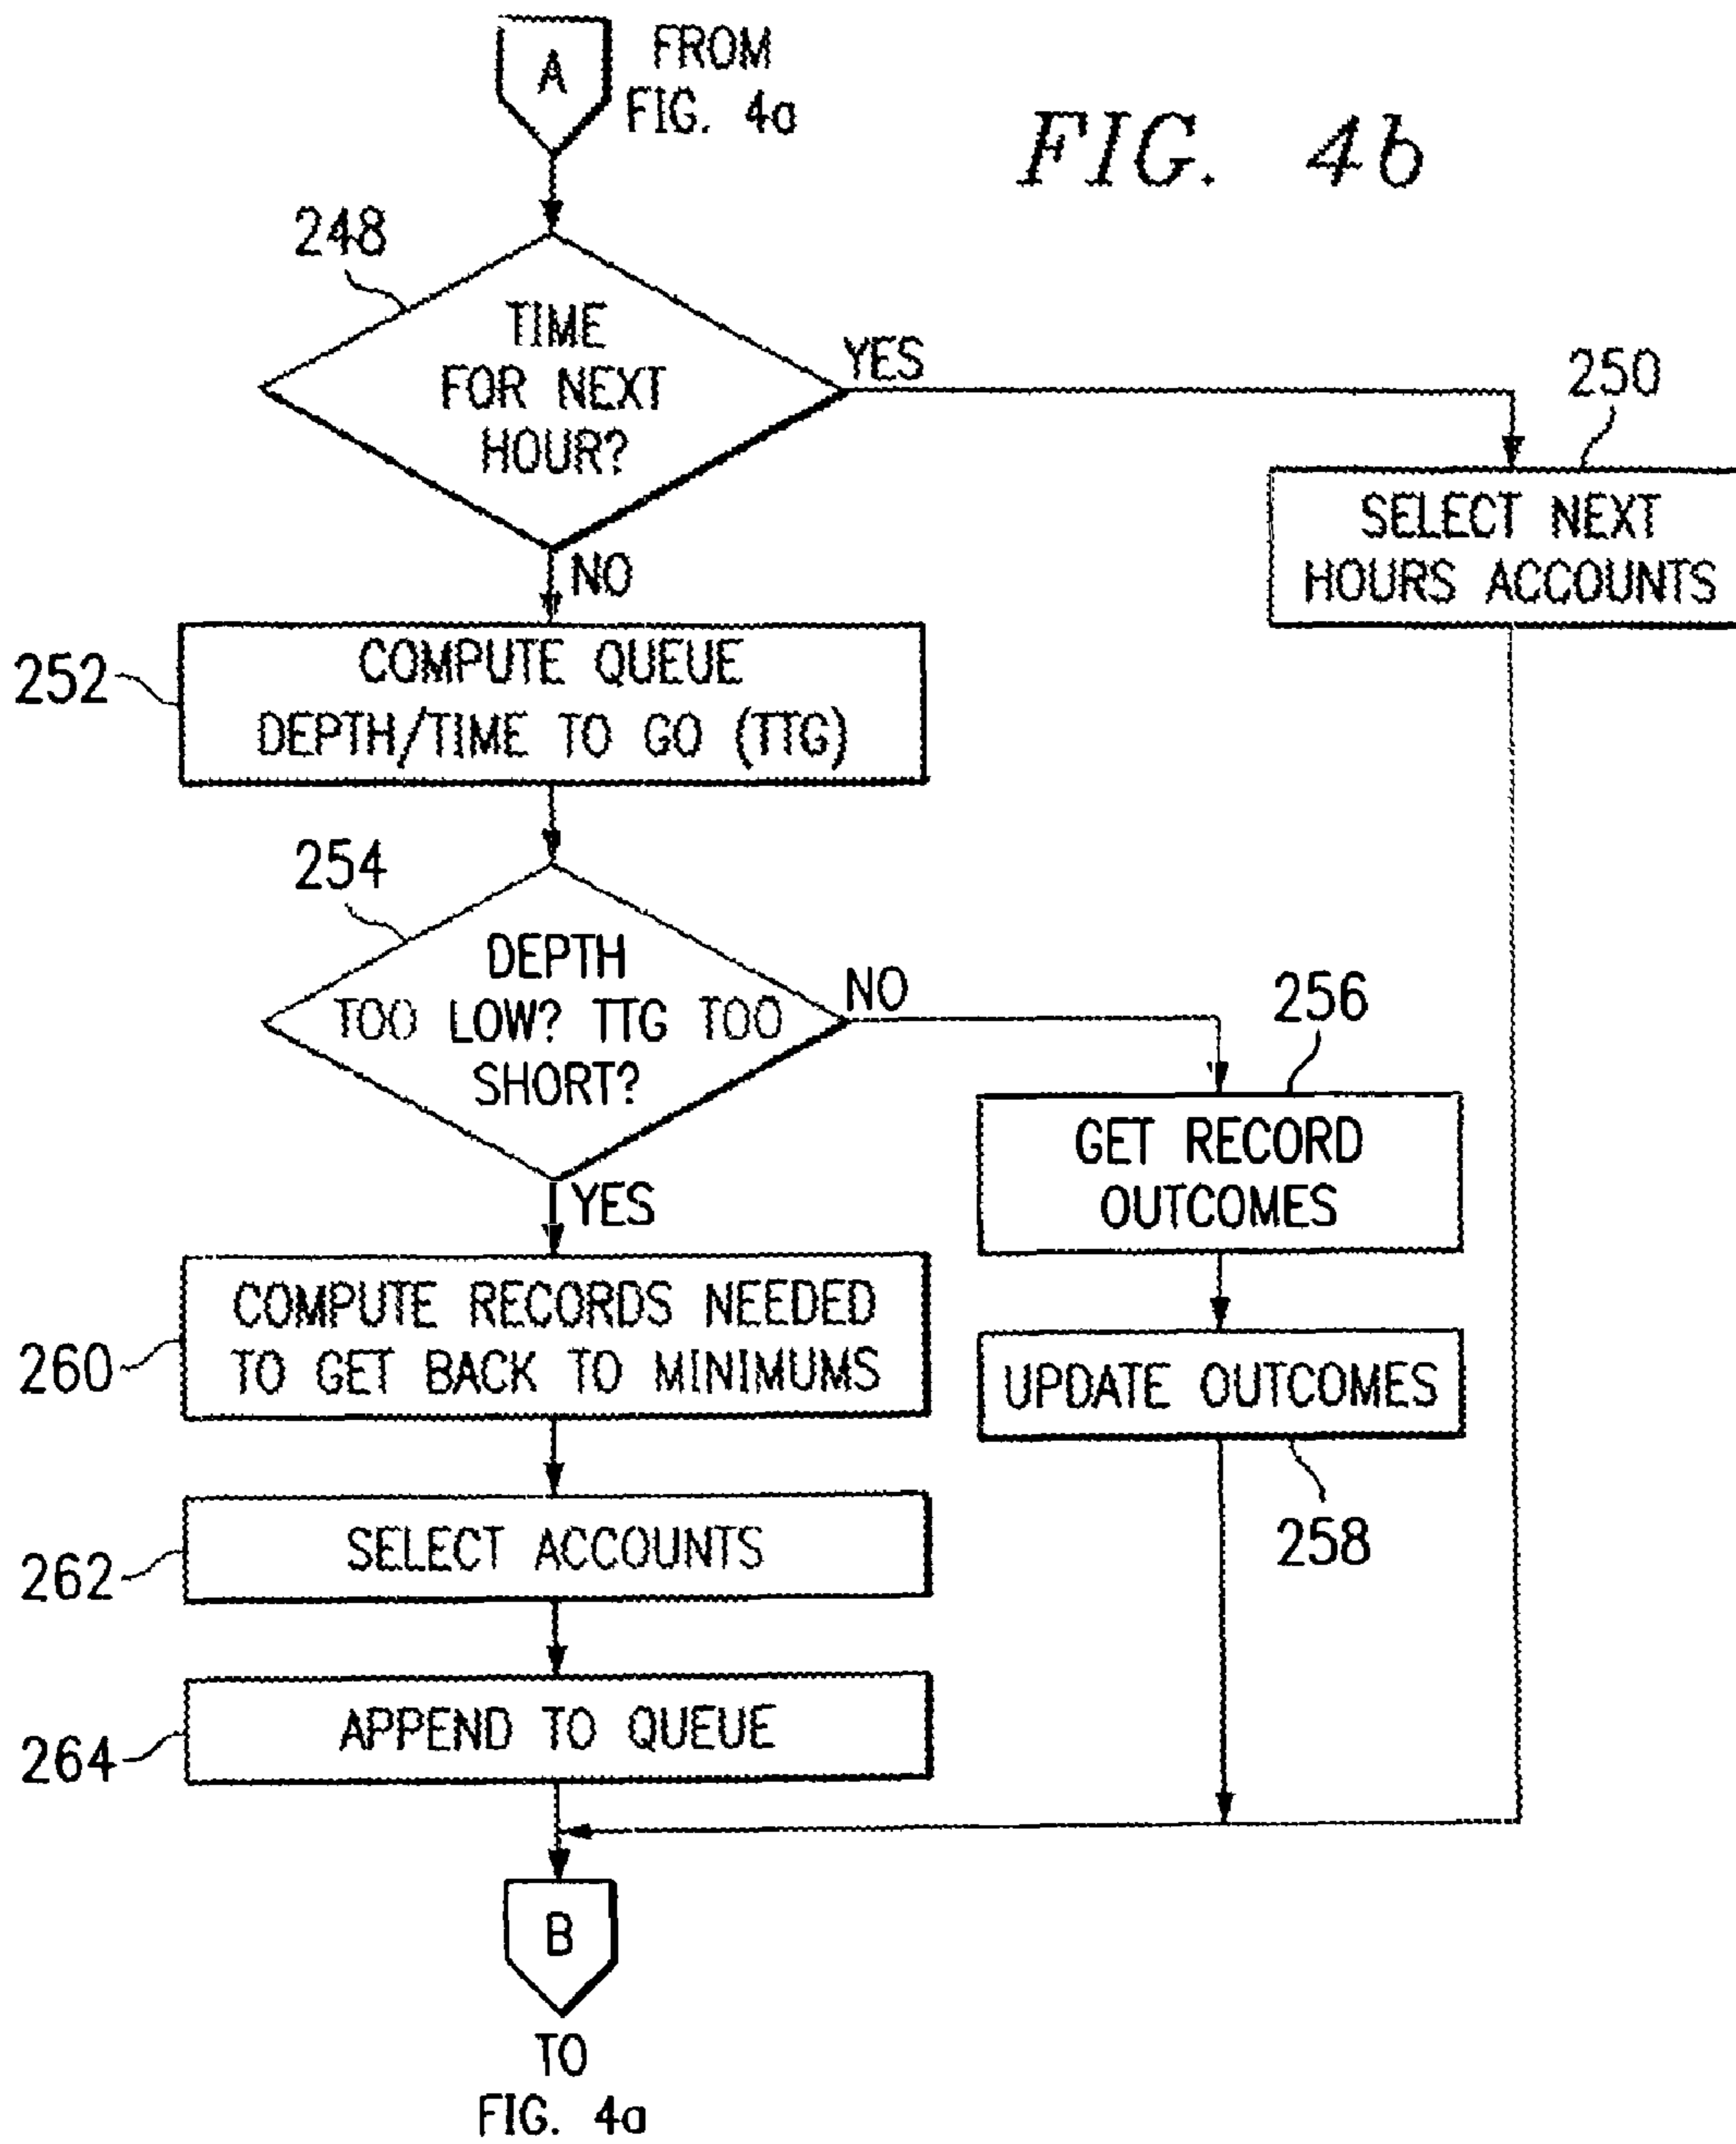 A
FROM
FIG. 4a
FIG. 4b
248
TIME
FOR NEXT
HOUR?
YES
250
SELECT NEXT
HOURS ACCOUNTS
NO
252
COMPUTE QUEUE
DEPTH/TIME TO GO (TTG)
254
DEPTH
TOO LOW? TTG TOO
SHORT?
NO
256
GET RECORD
OUTCOMES
YES
260
COMPUTE RECORDS NEEDED
TO GET BACK TO MINIMUMS
UPDATE OUTCOMES
258
262
SELECT ACCOUNTS
264
APPEND TO QUEUE
B
TO
FIG. 4a